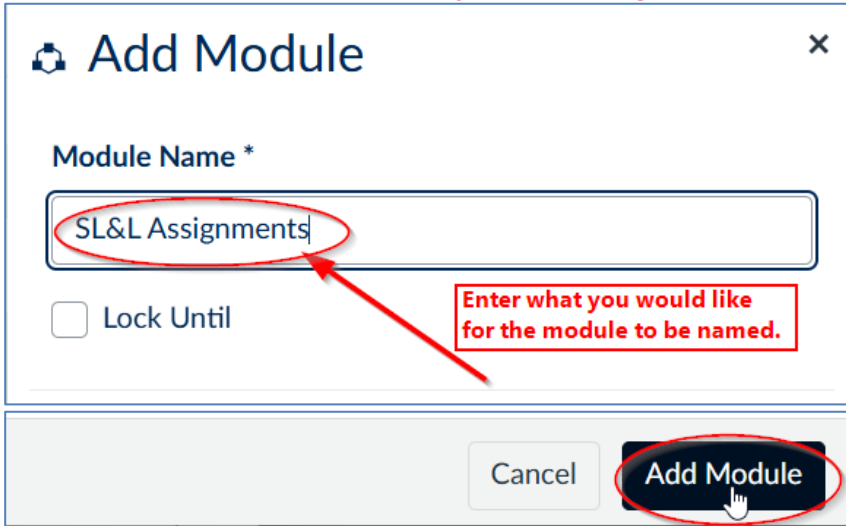 Add Module
Module Name *
SL&L Assignments
Lock Until
Enter what you would like
for the module to be named.
Cancel
Add Module